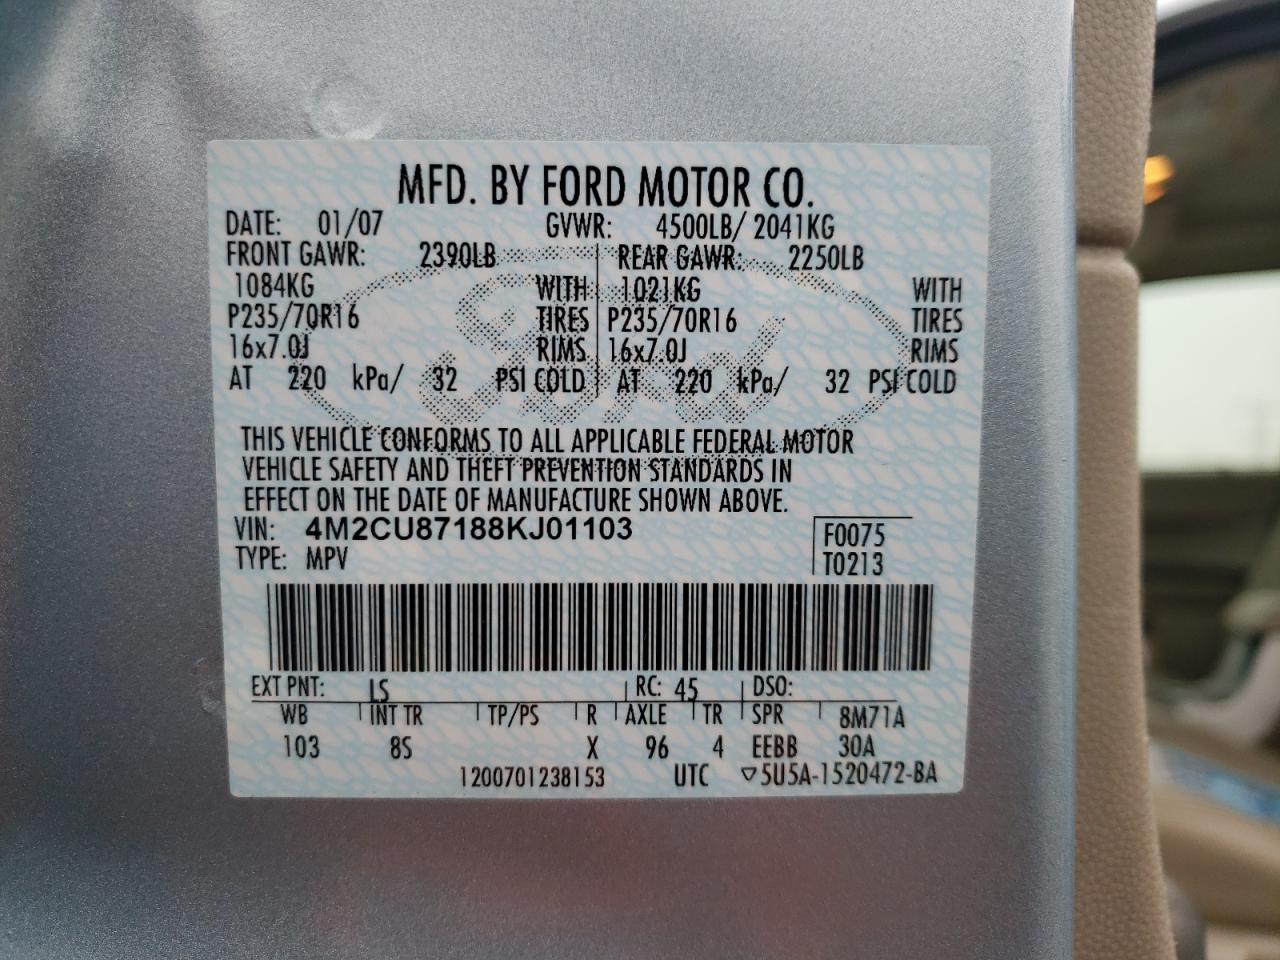 MFD. BY FORD MOTOR CO.
DATE: 01/07 GVWR: 4500LB/ 2041KG
FRONT GAWR: 2390LB REAR GAWR: 2250LB
1084KG WITH 1021KG WITH
P235/70R16 TIRES P235/70R16 TIRES
16x7.0J RIMS 16x7.0J RIMS
AT 220 kPa/ 32 PSI COLD AT 220 kPa/ 32 PSI COLD
Ford
THIS VEHICLE CONFORMS TO ALL APPLICABLE FEDERAL MOTOR
VEHICLE SAFETY AND THEFT PREVENTION STANDARDS IN
EFFECT ON THE DATE OF MANUFACTURE SHOWN ABOVE.
VIN: 4M2CU87188KJ01103 F0075
TYPE: MPV T0213
EXT PNT: LS RC: 45 DSO:
WB INT TR TP/PS R AXLE TR SPR 8M71A
103 8S X 96 4 EEBB 30A
1200701238153 UTC ▽5U5A-1520472-BA